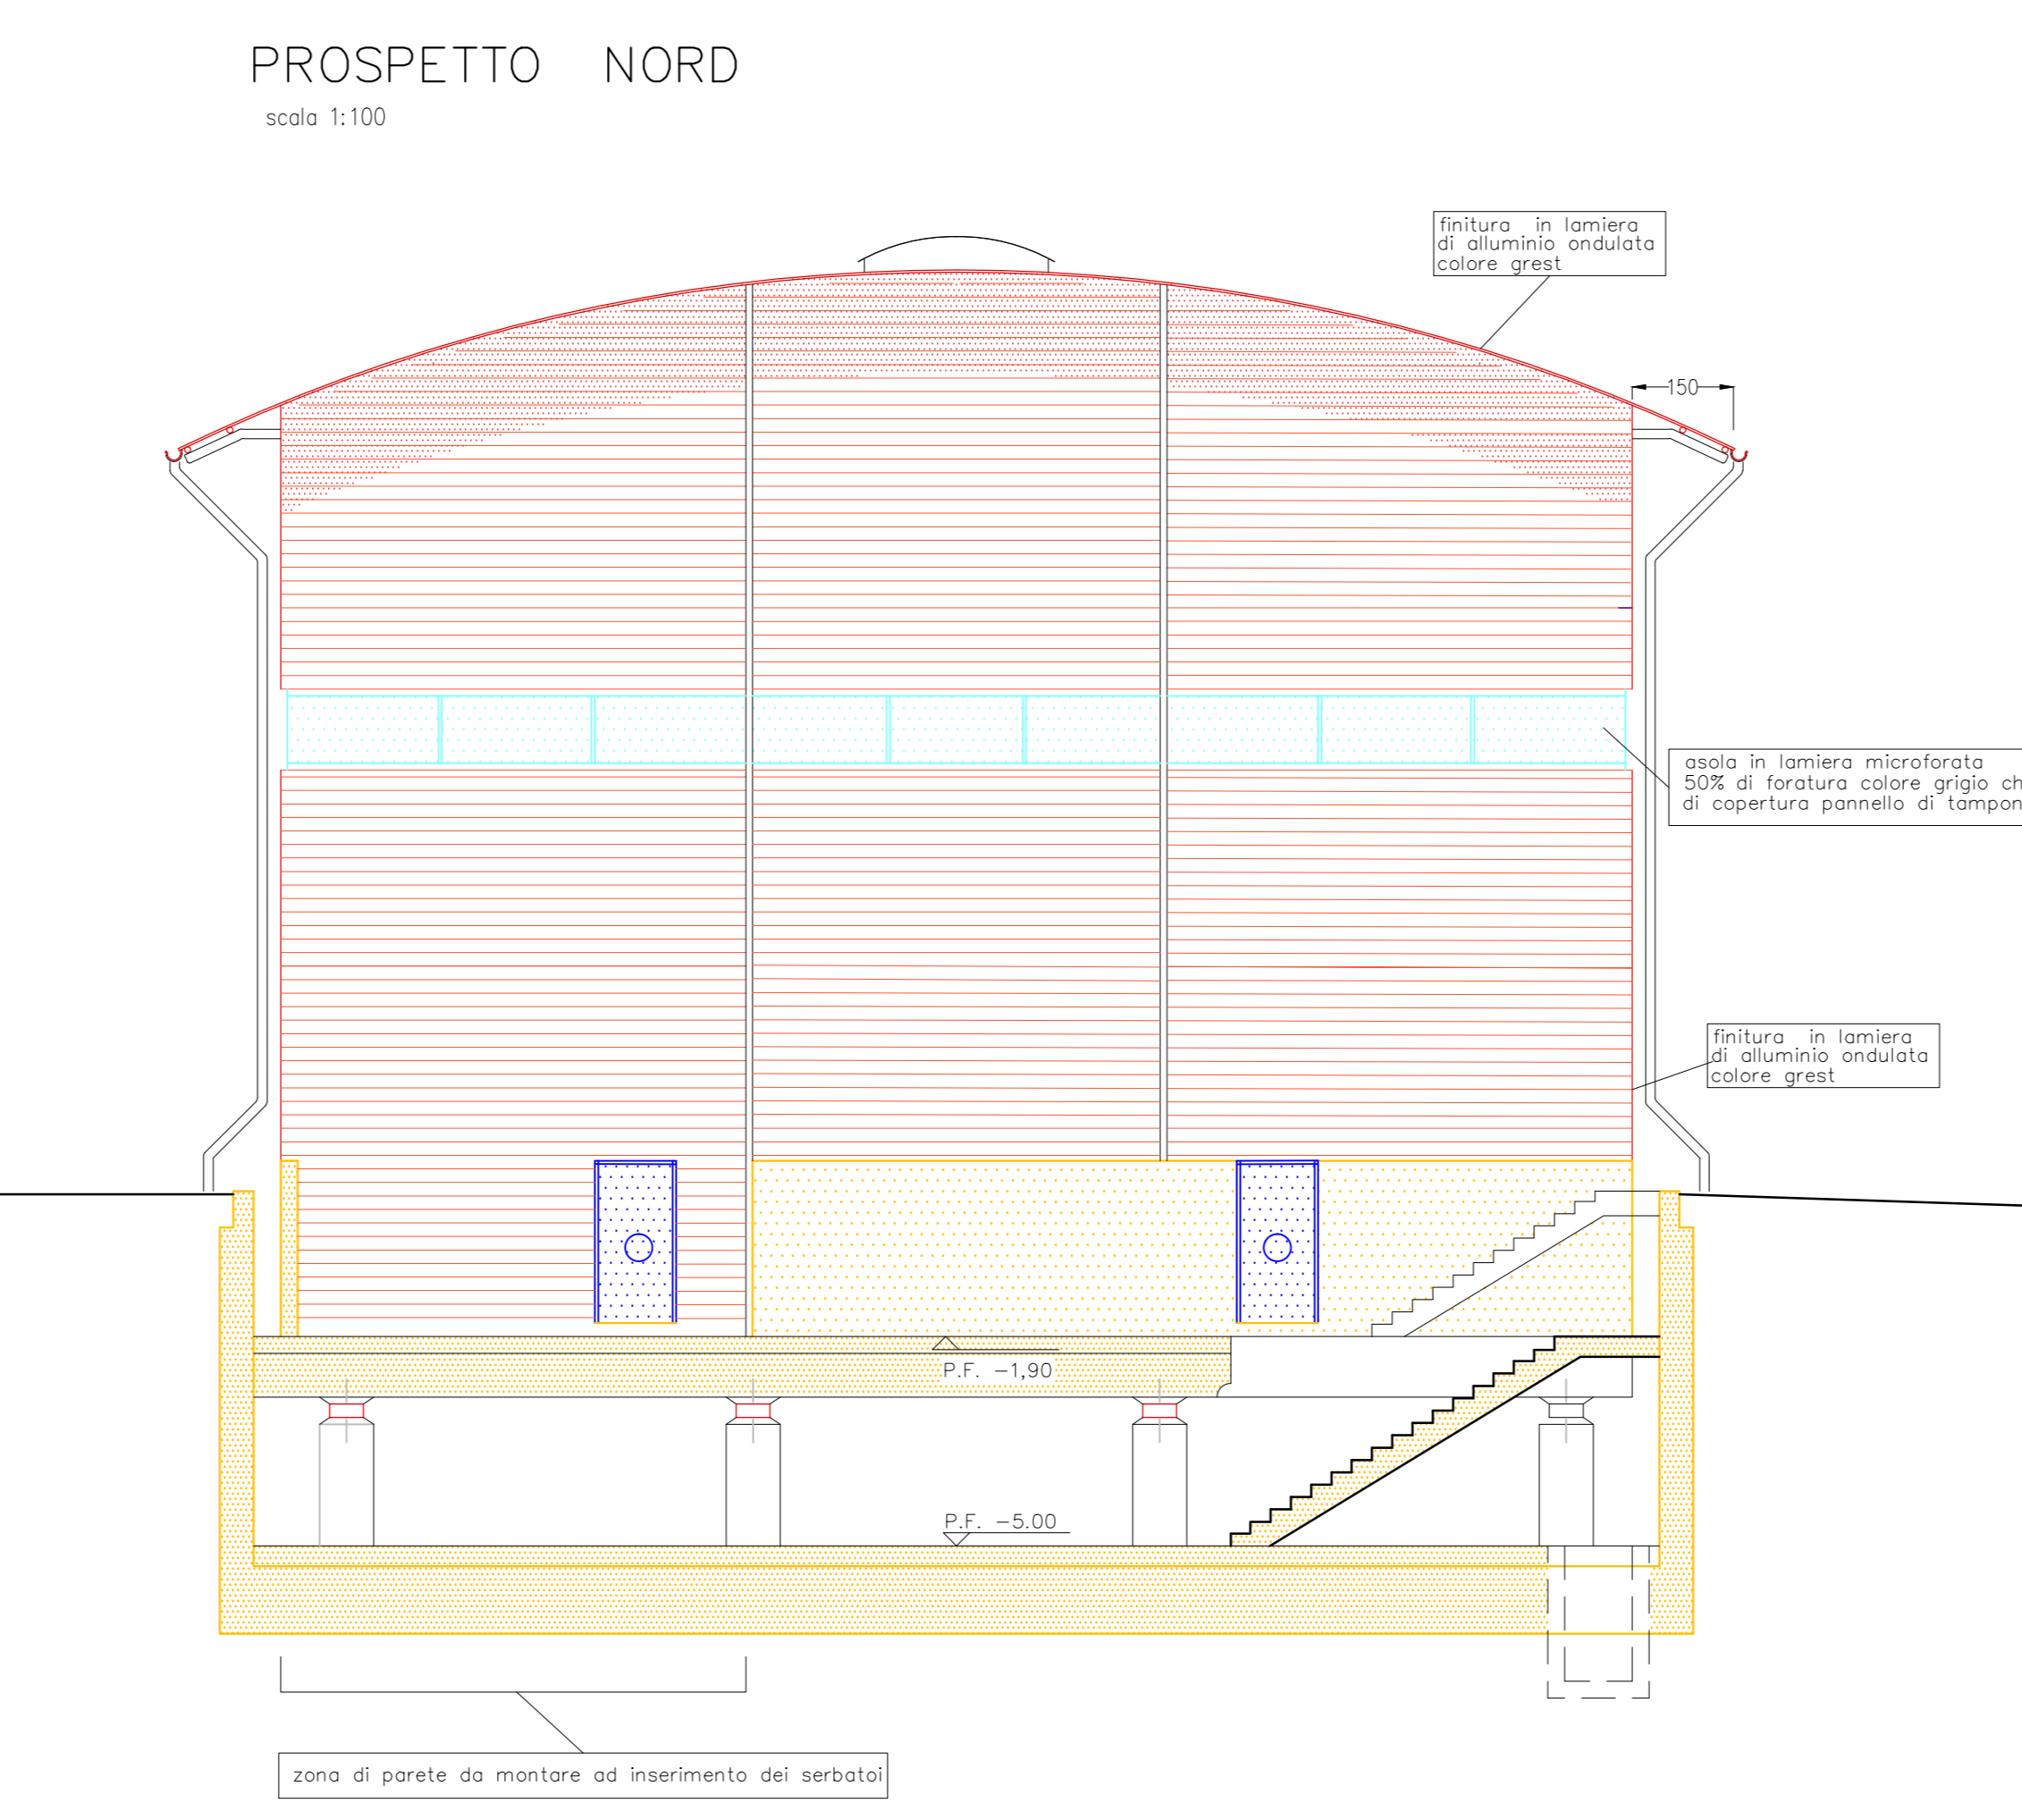 PROSPETTO NORD
scala 1:100
finitura in lamiera
di alluminio ondulata
colore grest
150
asola in lamiera microforata
50% di foratura colore grigio ch
di copertura pannello di tampon
finitura in lamiera
di alluminio ondulata
colore grest
P.F. -1,90
P.F. -5.00
zona di parete da montare ad inserimento dei serbatoi